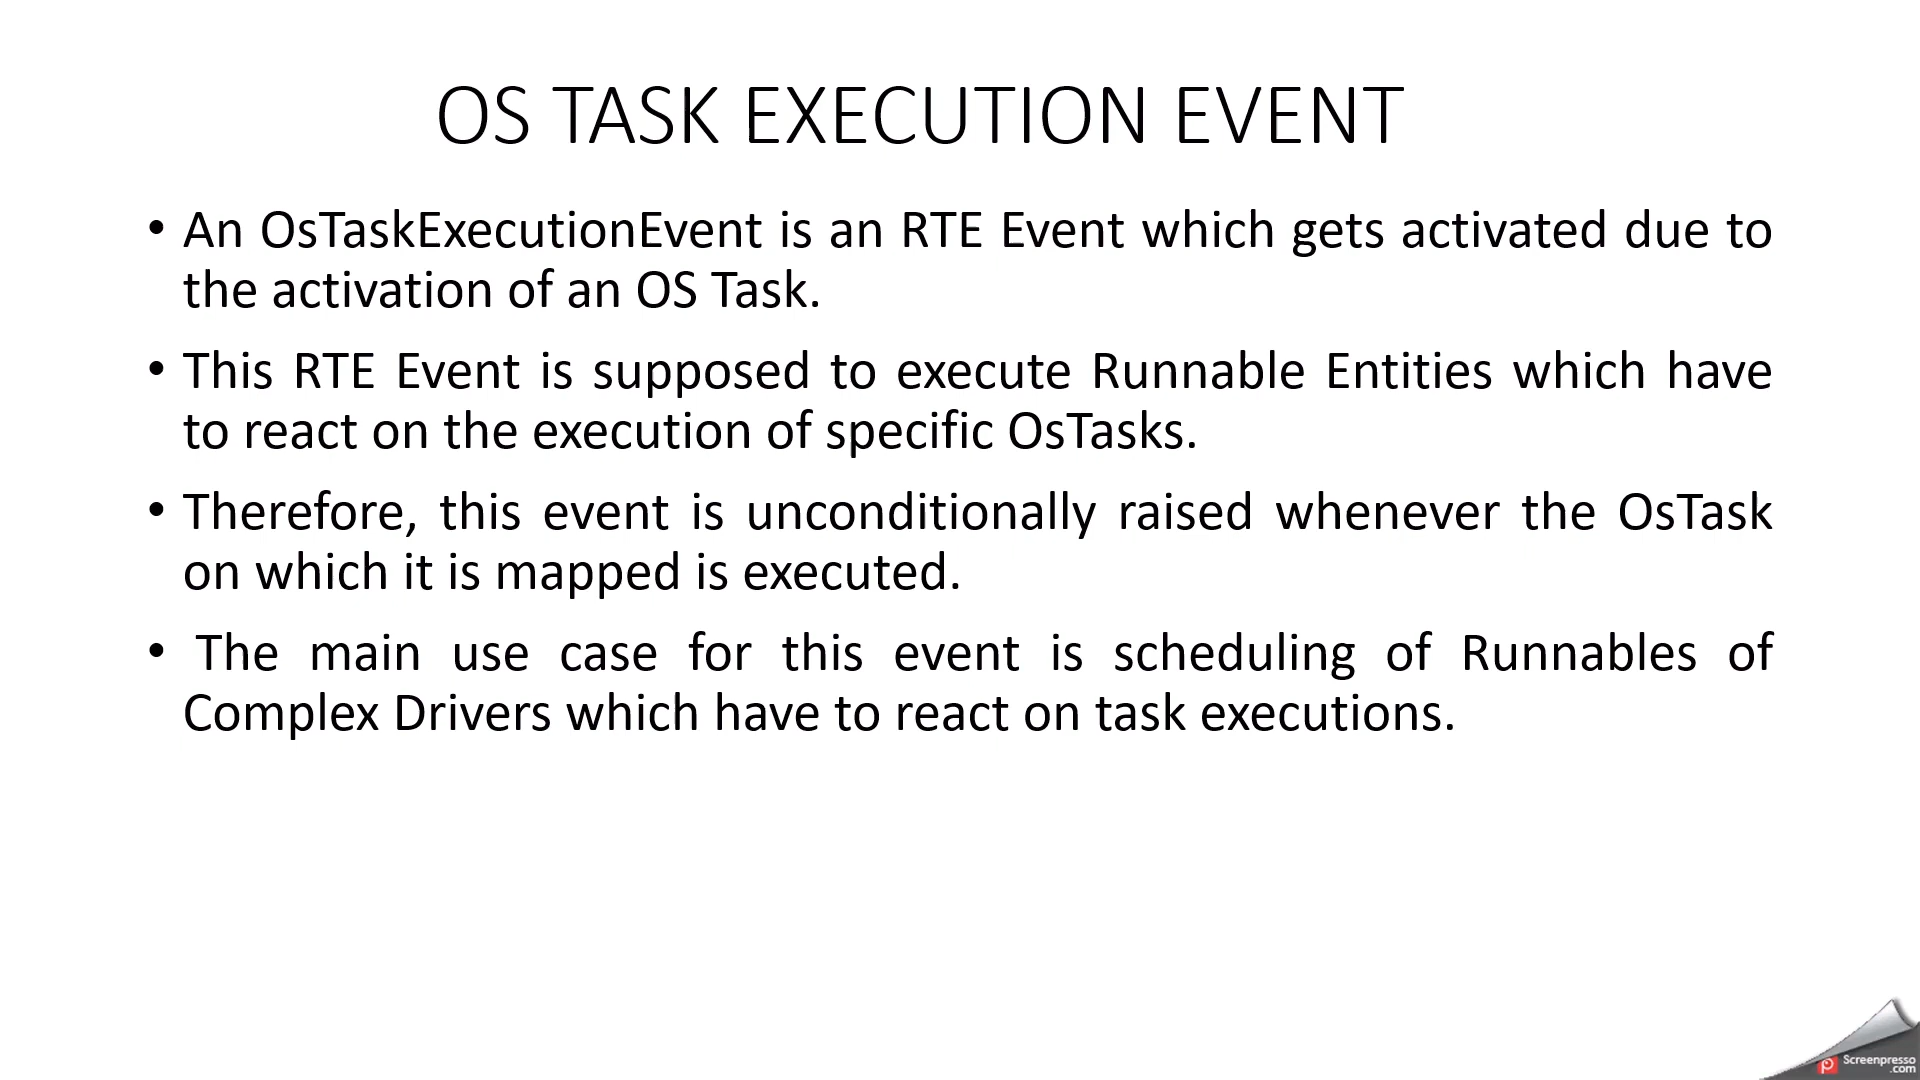 OS TASK EXECUTION EVENT
• An OsTaskExecutionEvent is an RTE Event which gets activated due to
the activation of an OS Task.
• This RTE Event is supposed to execute Runnable Entities which have
to react on the execution of specific OsTasks.
• Therefore, this event is unconditionally raised whenever the OsTask
on which it is mapped is executed.
• The main use case for this event is scheduling of Runnables of
Complex Drivers which have to react on task executions.
Screenpresso
.com